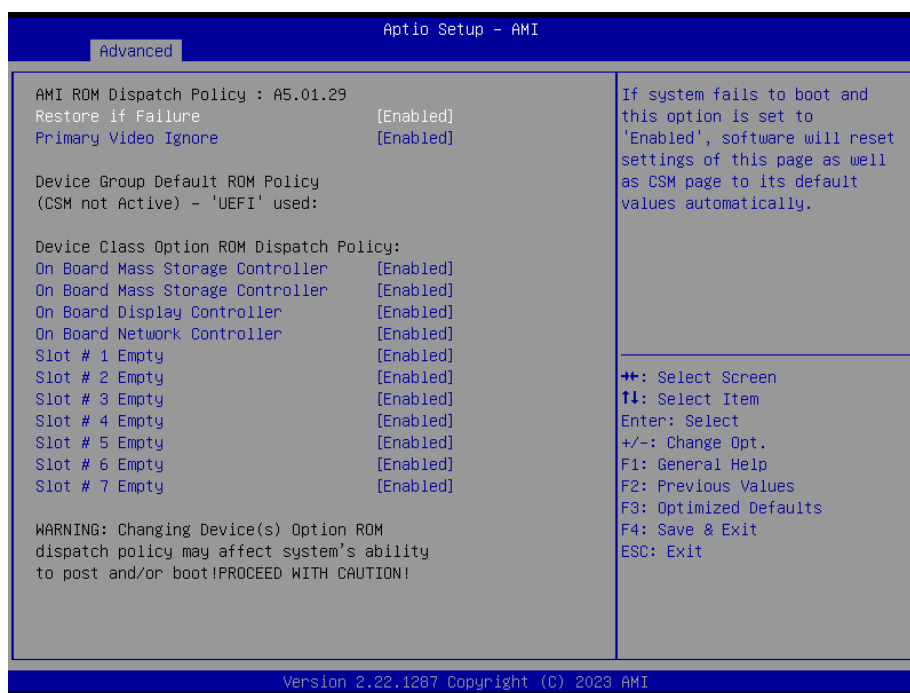 Aptio Setup – AMI
Advanced
AMI ROM Dispatch Policy : A5.01.29
Restore if Failure [Enabled]
Primary Video Ignore [Enabled]
Device Group Default ROM Policy
(CSM not Active) – 'UEFI' used:
Device Class Option ROM Dispatch Policy:
On Board Mass Storage Controller [Enabled]
On Board Mass Storage Controller [Enabled]
On Board Display Controller [Enabled]
On Board Network Controller [Enabled]
Slot # 1 Empty [Enabled]
Slot # 2 Empty [Enabled]
Slot # 3 Empty [Enabled]
Slot # 4 Empty [Enabled]
Slot # 5 Empty [Enabled]
Slot # 6 Empty [Enabled]
Slot # 7 Empty [Enabled]
WARNING: Changing Device(s) Option ROM
dispatch policy may affect system's ability
to post and/or boot!PROCEED WITH CAUTION!
If system fails to boot and
this option is set to
'Enabled', software will reset
settings of this page as well
as CSM page to its default
values automatically.
→←: Select Screen
↑↓: Select Item
Enter: Select
+/-: Change Opt.
F1: General Help
F2: Previous Values
F3: Optimized Defaults
F4: Save & Exit
ESC: Exit
Version 2.22.1287 Copyright (C) 2023 AMI